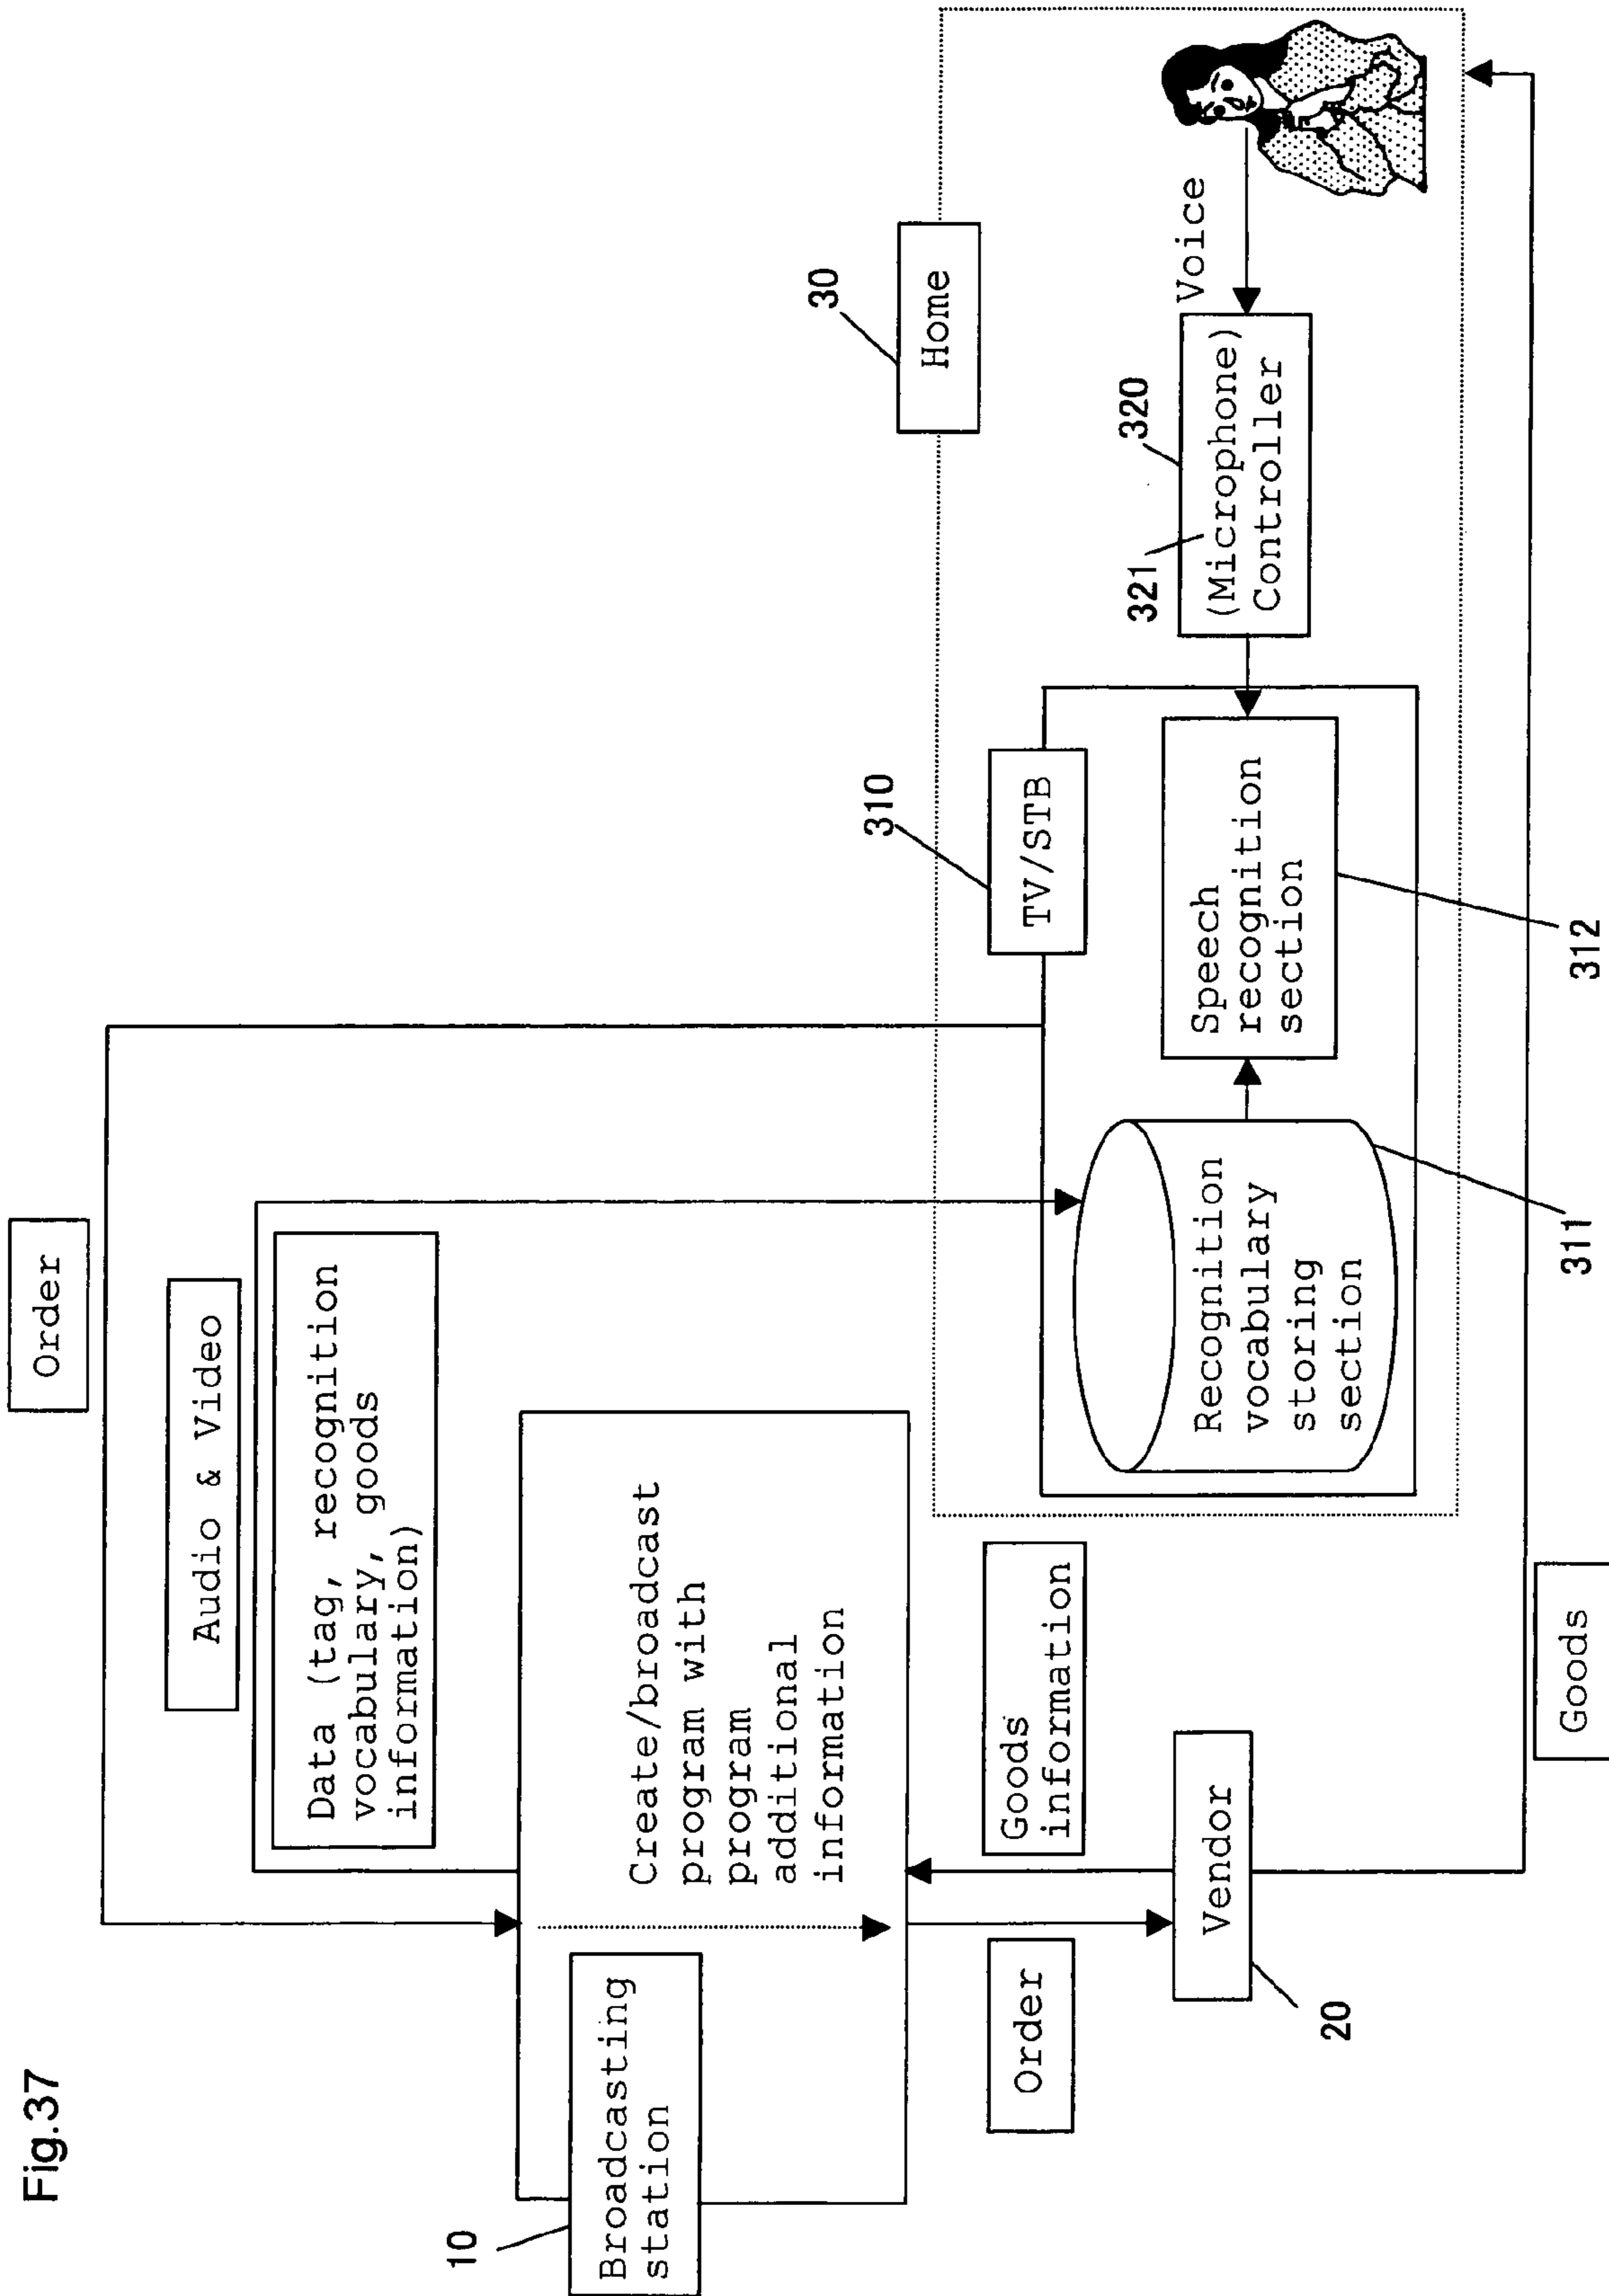 Fig.37
Order
Audio & Video
Data (tag, recognition
vocabulary, goods
information)
10
Broadcasting
station
Create/broadcast
program with
program
additional
information
Order
Goods
information
20
Vendor
Goods
30
Home
310
TV/STB
Recognition
vocabulary
storing
section
311
Speech
recognition
section
312
320
321
(Microphone)
Controller
Voice